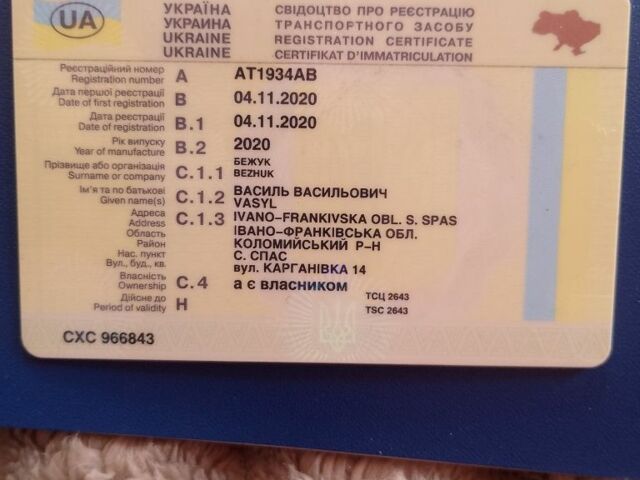 UA
УКРАЇНА СВІДОЦТВО ПРО РЕЄСТРАЦІЮ
УКРАИНА ТРАНСПОРТНОГО ЗАСОБУ
UKRAINE REGISTRATION CERTIFICATE
UKRAINE CERTIFICAT D'IMMATRICULATION
Реєстраційний номер
Registration number A AT1934AB
Дата першої реєстрації
Date of first registration B 04.11.2020
Дата реєстрації
Date of registration B.1 04.11.2020
Рік випуску
Year of manufacture B.2 2020
Прізвище або організація БЕЖУК
Surname or company C.1.1 BEZHUK
Ім'я та по батькові ВАСИЛЬ ВАСИЛЬОВИЧ
Given name(s) C.1.2 VASYL
Адреса
Address C.1.3 IVANO-FRANKIVSKA OBL. S. SPAS
Область ІВАНО-ФРАНКІВСЬКА ОБЛ.
Район КОЛОМИЙСЬКИЙ Р-Н
Нас. пункт С. СПАС
Вул., буд., кв. вул. КАРГАНІВКА 14
Власність
Ownership C.4 а є власником
Дійсне до
Period of validity H
ТСЦ 2643
TSC 2643
СХС 966843